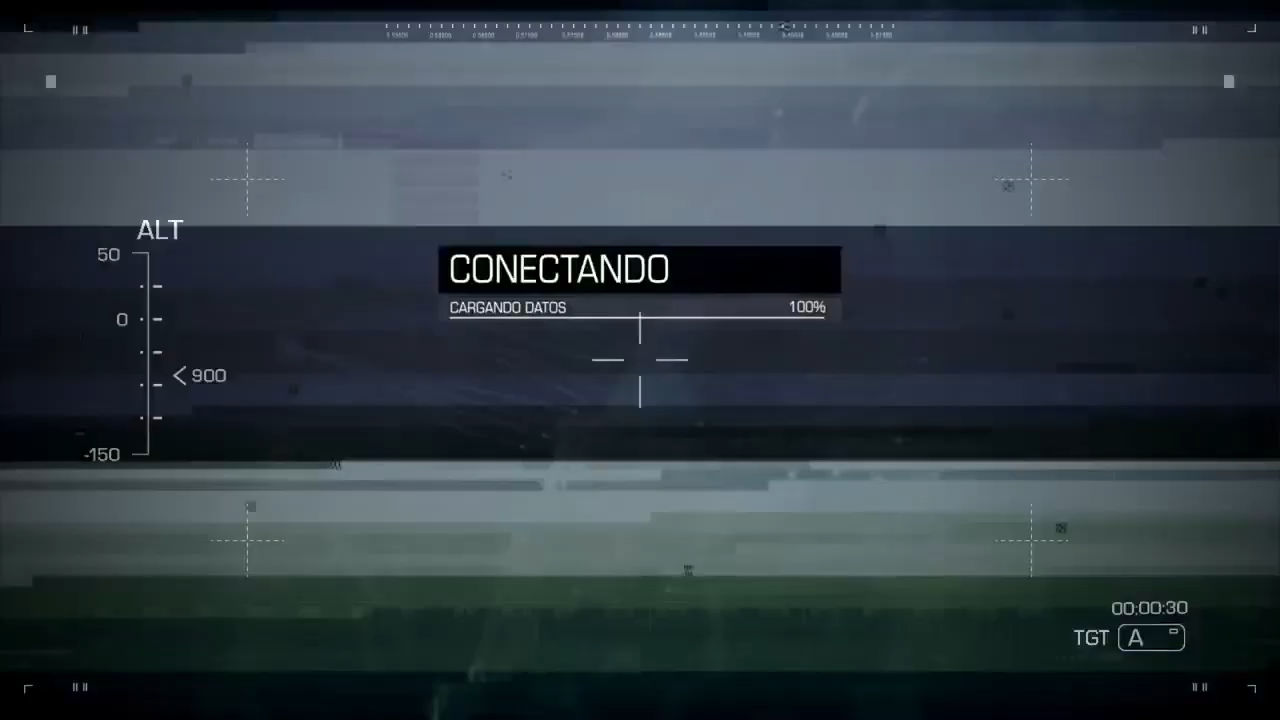 ALT
50
CONECTANDO
CARGANDO DATOS 100%
0
900
-150
00:00:30
TGT A